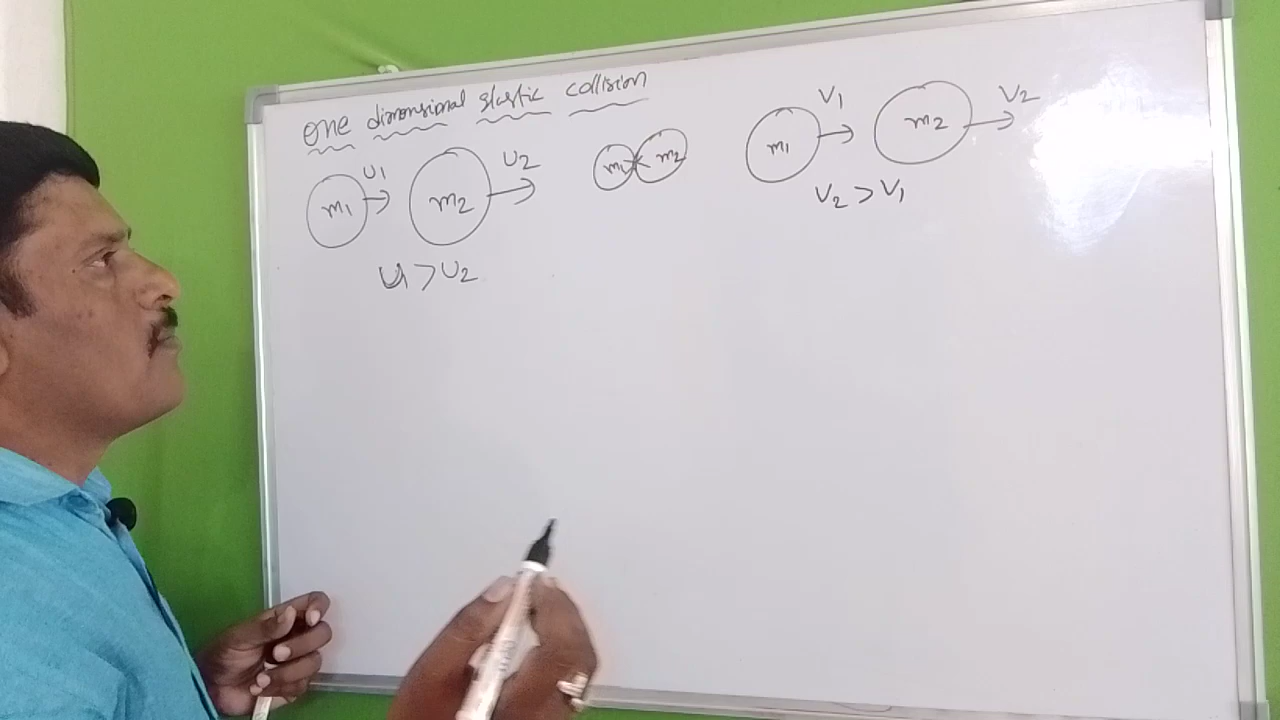 one dimensional elastic collision
m1 U1 m2 U2
m1 m2
m1 V1 m2 V2
U1 > U2
V2 > V1